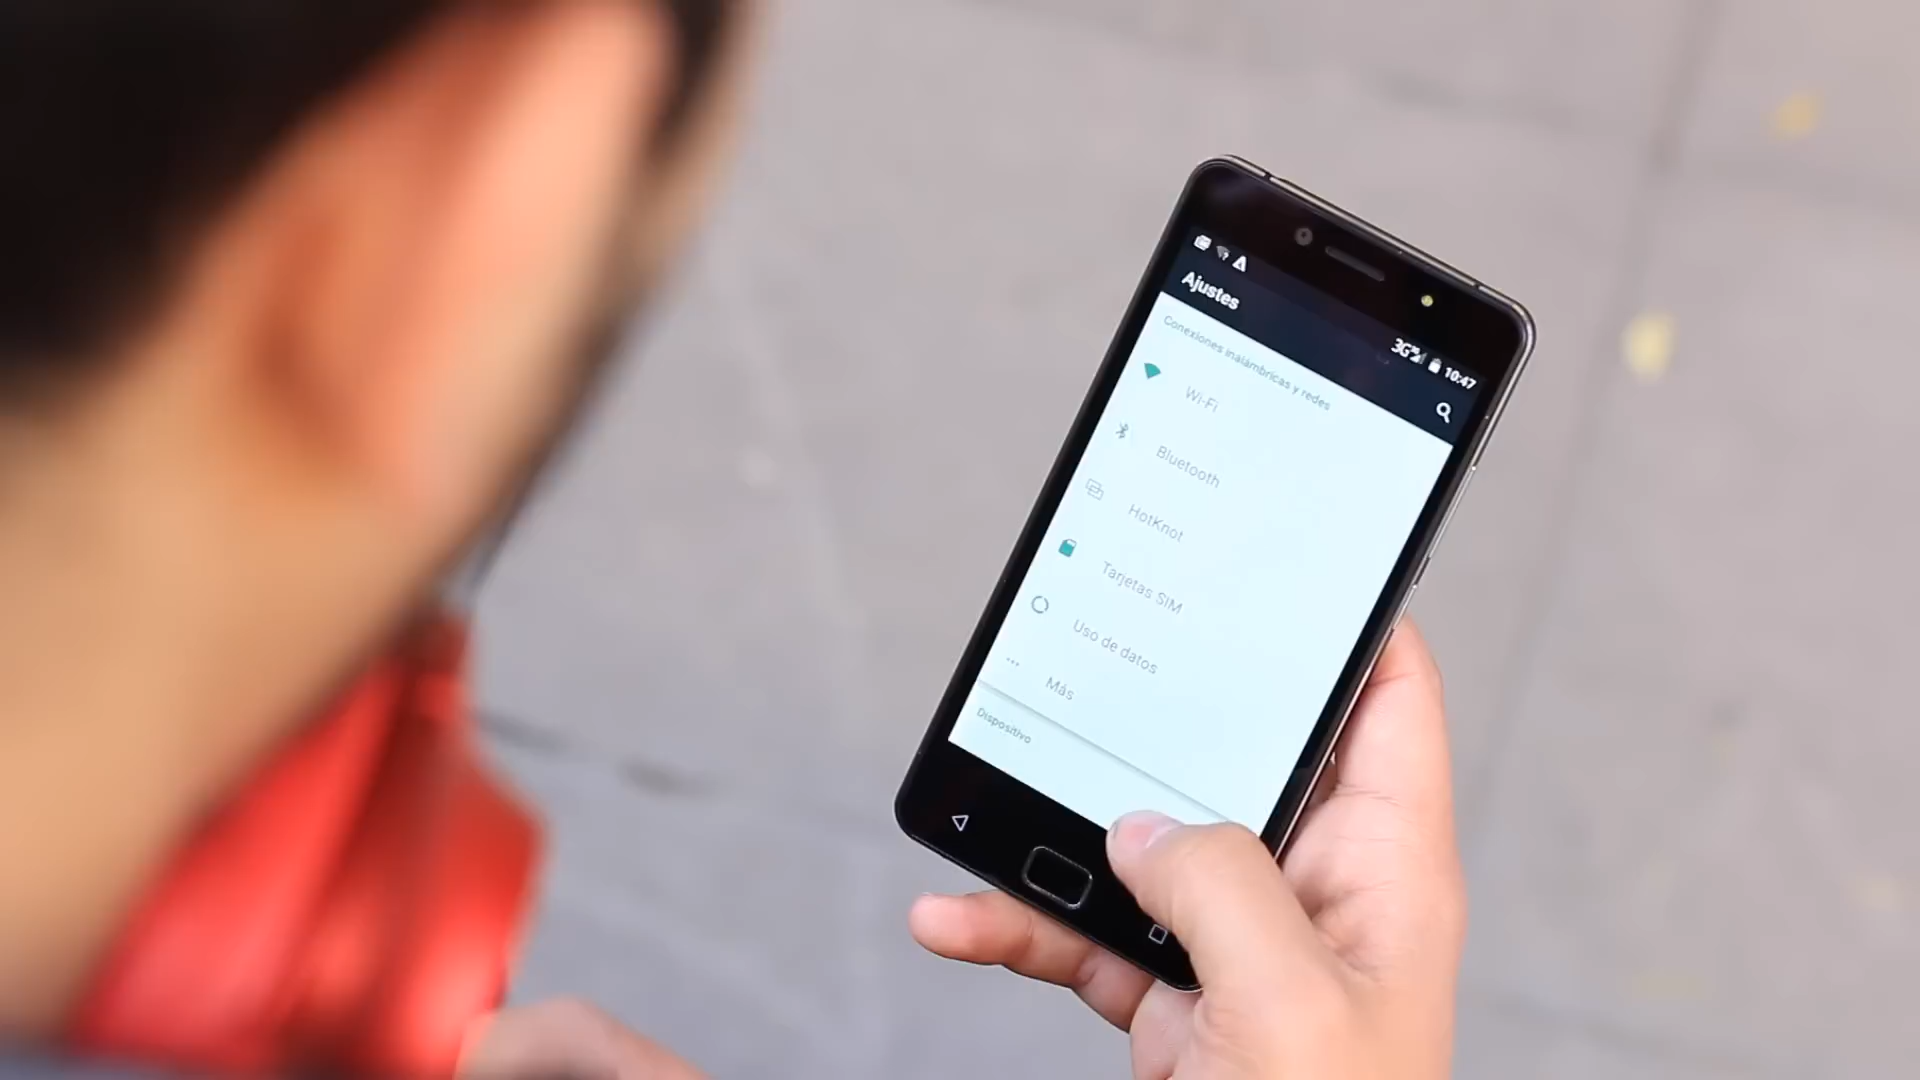 3G 10:47
Ajustes
Conexiones inalámbricas y redes
Wi-Fi
Bluetooth
HotKnot
Tarjetas SIM
Uso de datos
Más
Dispositivo